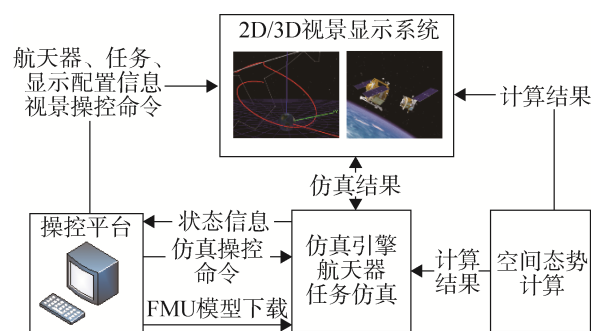 2D/3D视景显示系统
航天器、任务、
显示配置信息
视景操控命令
计算结果
仿真结果
操控平台
状态信息
仿真操控
命令
FMU模型下载
仿真引擎
航天器
任务仿真
计算
结果
空间态势
计算